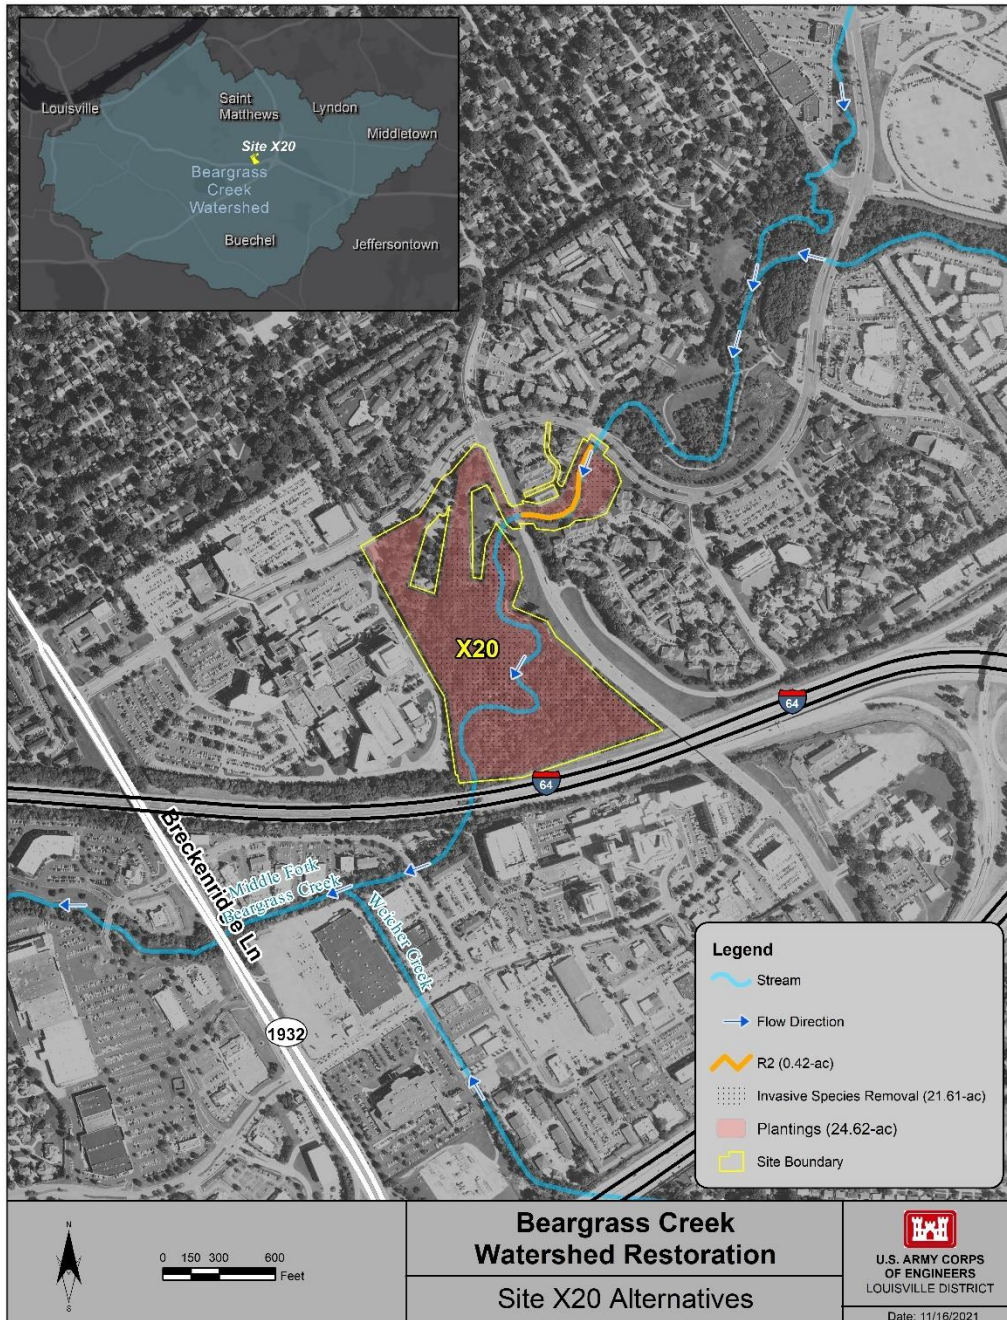 Louisville
Saint
Matthews
Lyndon
Middletown
Site X20
Beargrass
Creek
Watershed
Buechel
Jeffersontown
X20
64
64
Breckenridge Ln
Middle Fork
Beargrass Creek
Weicher Creek
1932
Legend
Stream
Flow Direction
R2 (0.42-ac)
Invasive Species Removal (21.61-ac)
Plantings (24.62-ac)
Site Boundary
N
S
0 150 300 600
Feet
Beargrass Creek
Watershed Restoration
Site X20 Alternatives
U.S. ARMY CORPS
OF ENGINEERS
LOUISVILLE DISTRICT
Date: 11/16/2021